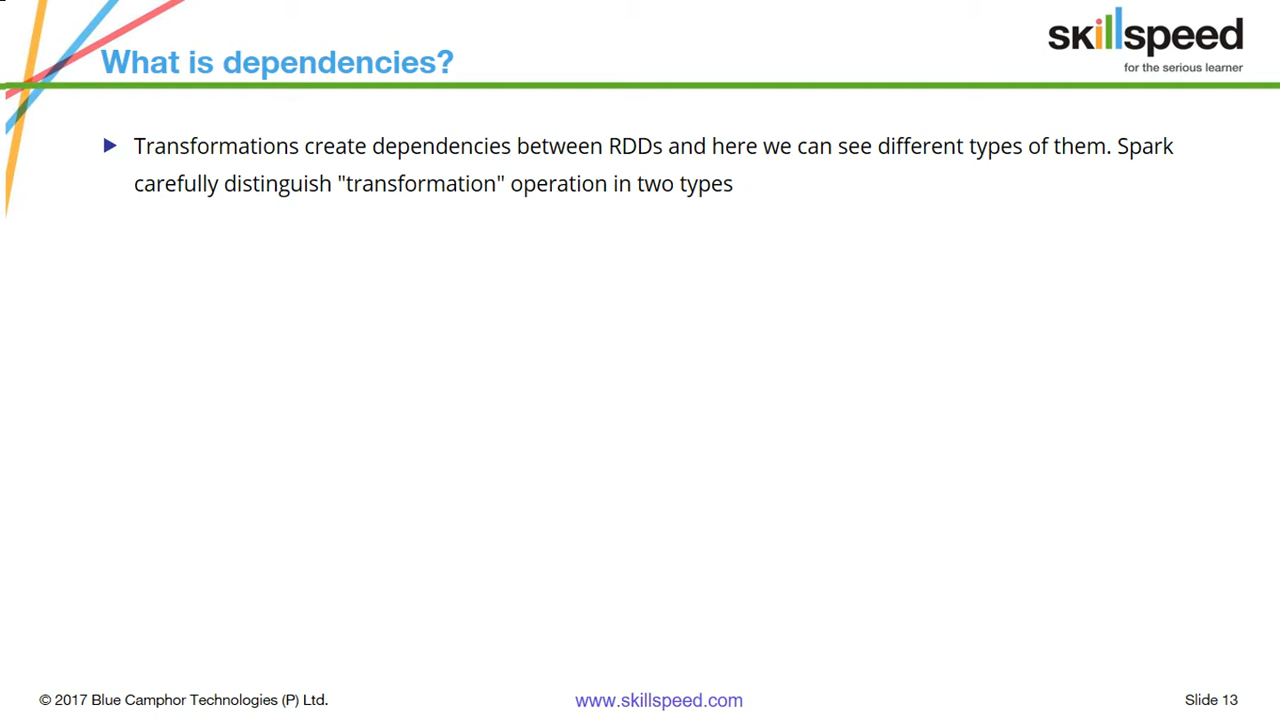 What is dependencies?
skillspeed
for the serious learner
Transformations create dependencies between RDDs and here we can see different types of them. Spark
carefully distinguish "transformation" operation in two types
© 2017 Blue Camphor Technologies (P) Ltd.
www.skillspeed.com
Slide 13